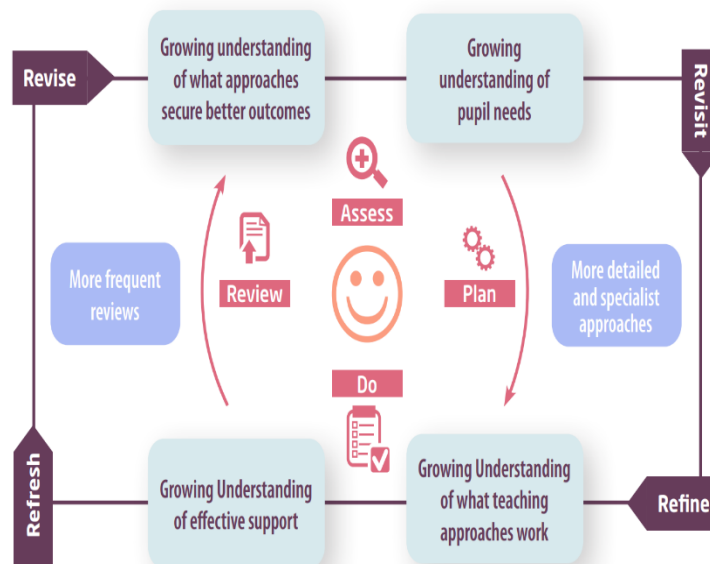 Revise
Growing understanding
of what approaches
secure better outcomes
Growing
understanding of
pupil needs
Revisit
Assess
More frequent
reviews
Review
Plan
More detailed
and specialist
approaches
Do
Refresh
Growing Understanding
of effective support
Growing Understanding
of what teaching
approaches work
Refine